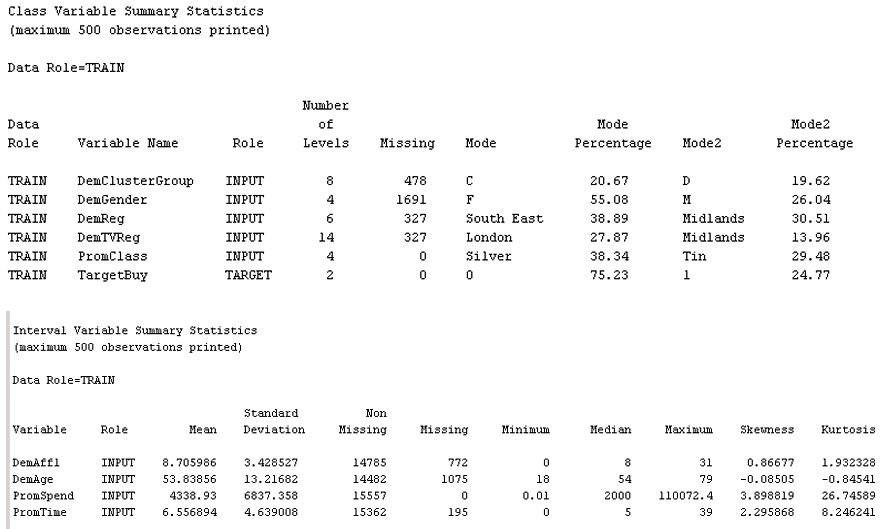 Class Variable Summary Statistics
(maximum 500 observations printed)
Data Role=TRAIN
Number
Data of Mode Mode2
Role Variable Name Role Levels Missing Mode Percentage Mode2 Percentage
TRAIN DemClusterGroup INPUT 8 478 C 20.67 D 19.62
TRAIN DemGender INPUT 4 1691 F 55.08 M 26.04
TRAIN DemReg INPUT 6 327 South East 38.89 Midlands 30.51
TRAIN DemTVReg INPUT 14 327 London 27.87 Midlands 13.96
TRAIN PromClass INPUT 4 0 Silver 38.34 Tin 29.48
TRAIN TargetBuy TARGET 2 0 0 75.23 1 24.77
Interval Variable Summary Statistics
(maximum 500 observations printed)
Data Role=TRAIN
Standard Non
Variable Role Mean Deviation Missing Missing Minimum Median Maximum Skewness Kurtosis
DemAffl INPUT 8.705986 3.428527 14785 772 0 8 31 0.86677 1.932328
DemAge INPUT 53.83856 13.21682 14482 1075 18 54 79 -0.08505 -0.84541
PromSpend INPUT 4338.93 6837.358 15557 0 0.01 2000 110072.4 3.898819 26.74589
PromTime INPUT 6.556894 4.639008 15362 195 0 5 39 2.295868 8.246241